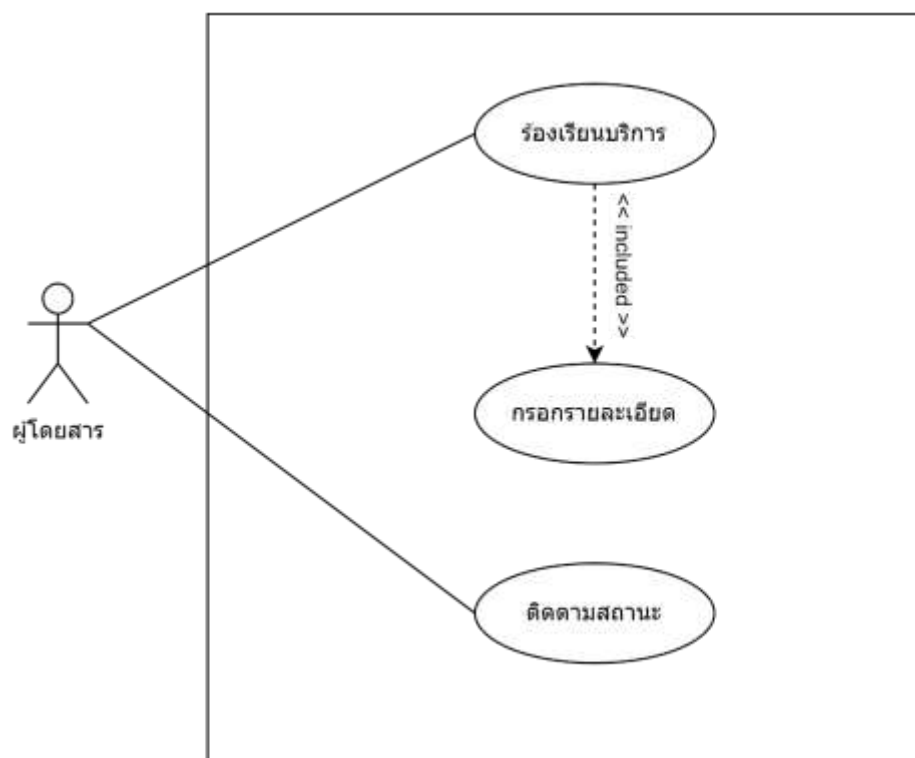 ร้องเรียนบริการ
<< included >>
กรอกรายละเอียด
ผู้โดยสาร
ติดตามสถานะ